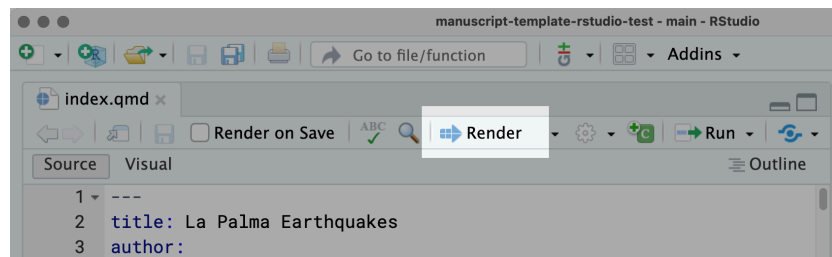 manuscript-template-rstudio-test - main - RStudio
Go to file/function Addins
index.qmd
Render on Save ABC Render C Run
Source Visual Outline
1 ---
2 title: La Palma Earthquakes
3 author: